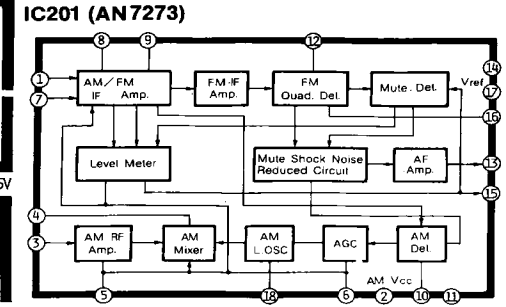 IC201 (AN7273)
8 9 12
14
1
AM/FM
IF Amp.
FM·IF
Amp.
FM
Quad. Det.
Mute. Det.
Vref
17
7
16
Level Meter
Mute Shock Noise
Reduced Circuit
AF
Amp.
13
5V
15
4
3
AM RF
Amp.
AM
Mixer
AM
L.OSC
AGC
AM
Det.
AM Vcc
5 18 6 2 10 11